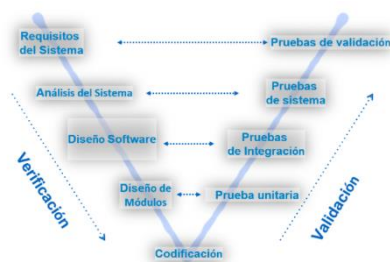 Requisitos
del Sistema
Pruebas de validación
Análisis del Sistema
Pruebas
de sistema
Diseño Software
Pruebas
de Integración
Diseño de
Módulos
Prueba unitaria
Codificación
Verificación
Validación